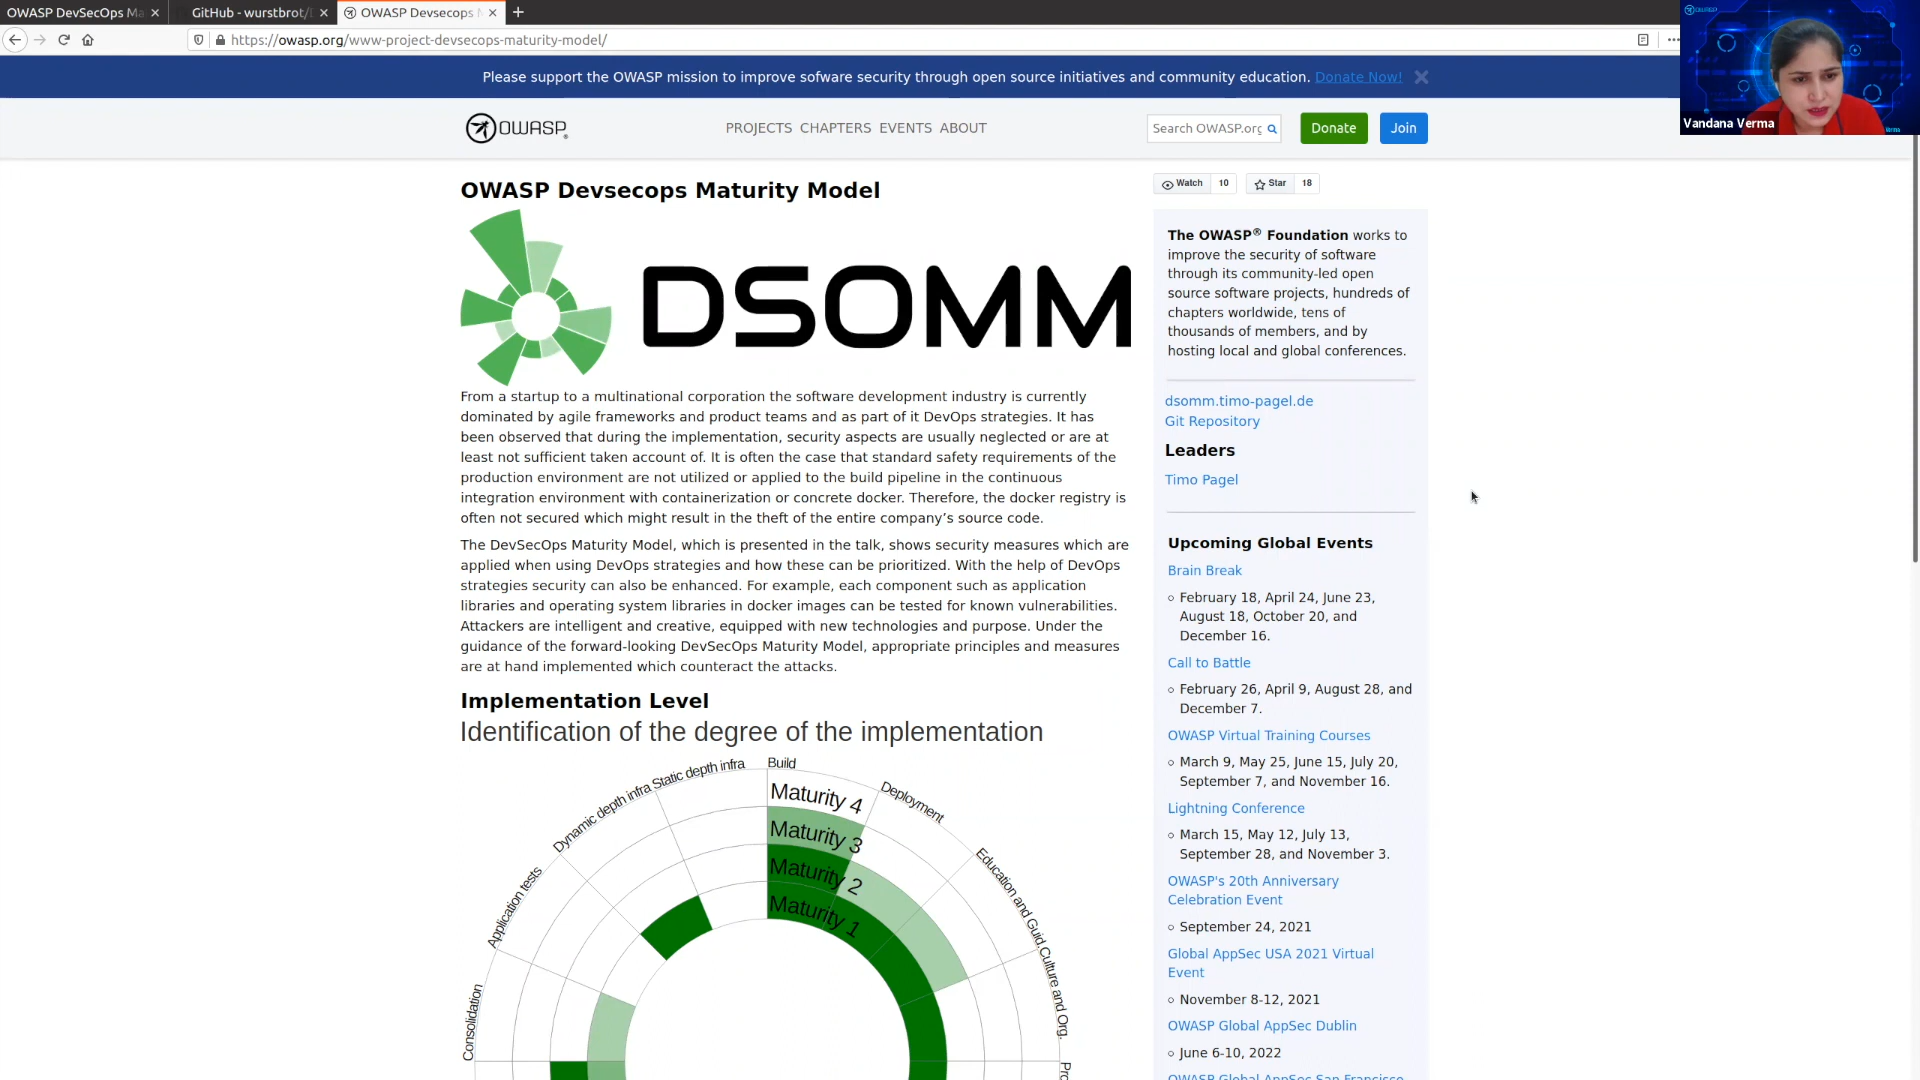 OWASP DevSecOps Ma
GitHub - wurstbrot/
OWASP Devsecops
https://owasp.org/www-project-devsecops-maturity-model/
OWASP
Vandana Verma
Please support the OWASP mission to improve sofware security through open source initiatives and community education. Donate Now!
OWASP
PROJECTS CHAPTERS EVENTS ABOUT
Search OWASP.org
Donate
Join
OWASP Devsecops Maturity Model
DSOMM
From a startup to a multinational corporation the software development industry is currently
dominated by agile frameworks and product teams and as part of it DevOps strategies. It has
been observed that during the implementation, security aspects are usually neglected or are at
least not sufficient taken account of. It is often the case that standard safety requirements of the
production environment are not utilized or applied to the build pipeline in the continuous
integration environment with containerization or concrete docker. Therefore, the docker registry is
often not secured which might result in the theft of the entire company's source code.
The DevSecOps Maturity Model, which is presented in the talk, shows security measures which are
applied when using DevOps strategies and how these can be prioritized. With the help of DevOps
strategies security can also be enhanced. For example, each component such as application
libraries and operating system libraries in docker images can be tested for known vulnerabilities.
Attackers are intelligent and creative, equipped with new technologies and purpose. Under the
guidance of the forward-looking DevSecOps Maturity Model, appropriate principles and measures
are at hand implemented which counteract the attacks.
Implementation Level
Identification of the degree of the implementation
Build
Deployment
Education and Guid.
Culture and Org.
Static depth infra
Dynamic depth infra
Application tests
Consolidation
Maturity 4
Maturity 3
Maturity 2
Maturity 1
Watch 10
Star 18
The OWASP® Foundation works to
improve the security of software
through its community-led open
source software projects, hundreds of
chapters worldwide, tens of
thousands of members, and by
hosting local and global conferences.
dsomm.timo-pagel.de
Git Repository
Leaders
Timo Pagel
Upcoming Global Events
Brain Break
February 18, April 24, June 23,
August 18, October 20, and
December 16.
Call to Battle
February 26, April 9, August 28, and
December 7.
OWASP Virtual Training Courses
March 9, May 25, June 15, July 20,
September 7, and November 16.
Lightning Conference
March 15, May 12, July 13,
September 28, and November 3.
OWASP's 20th Anniversary
Celebration Event
September 24, 2021
Global AppSec USA 2021 Virtual
Event
November 8-12, 2021
OWASP Global AppSec Dublin
June 6-10, 2022
OWASP Global AppSec San Francisco